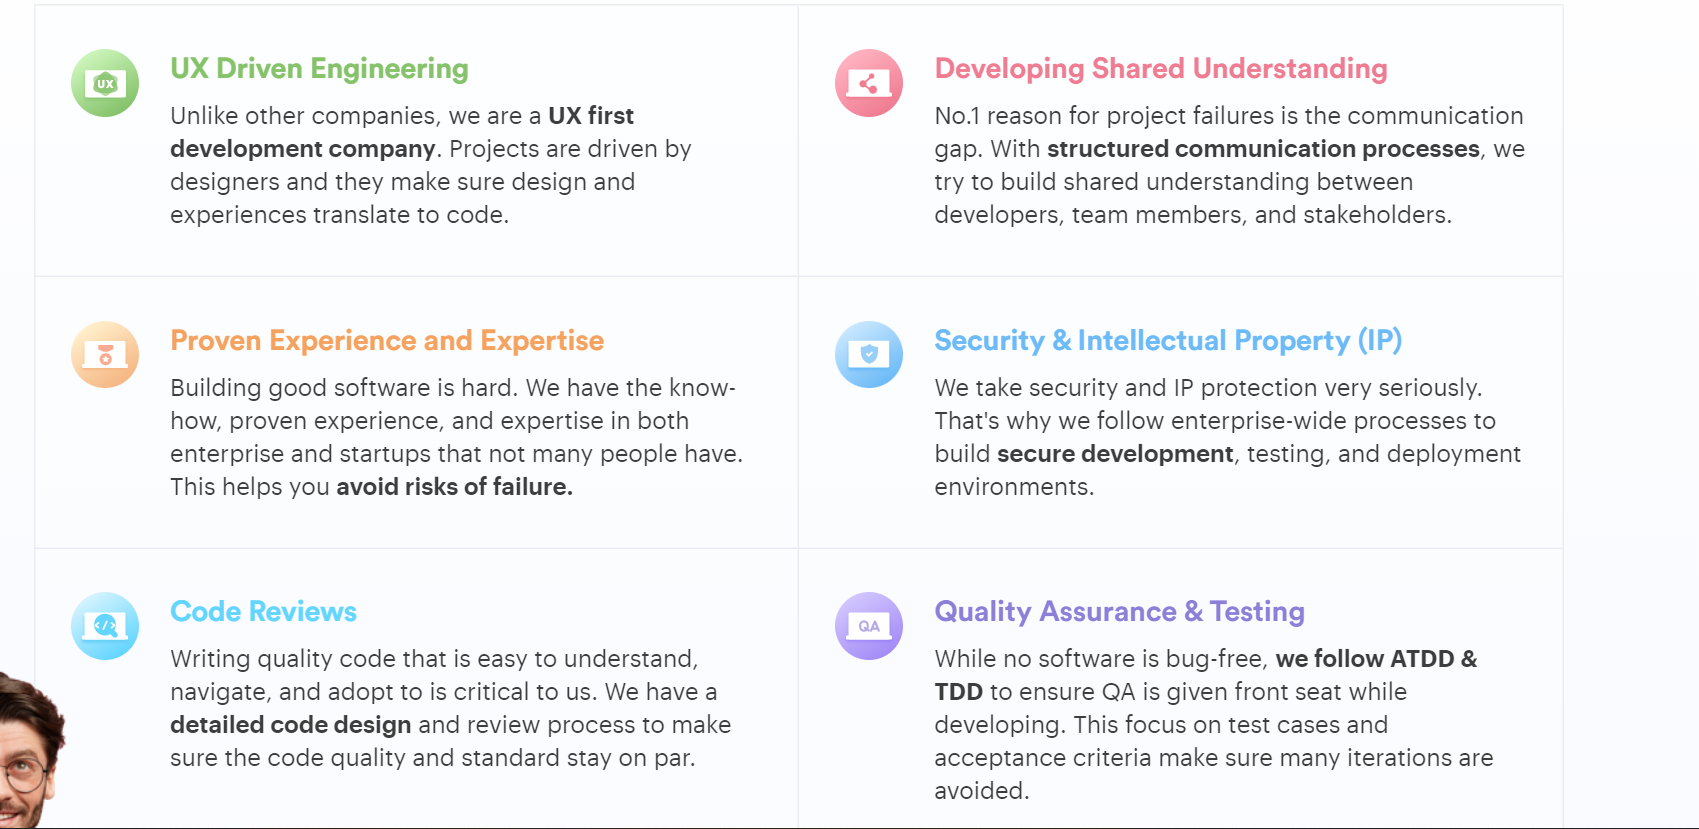 UX
UX Driven Engineering
Unlike other companies, we are a UX first
development company. Projects are driven by
designers and they make sure design and
experiences translate to code.
Developing Shared Understanding
No.1 reason for project failures is the communication
gap. With structured communication processes, we
try to build shared understanding between
developers, team members, and stakeholders.
Proven Experience and Expertise
Building good software is hard. We have the know-
how, proven experience, and expertise in both
enterprise and startups that not many people have.
This helps you avoid risks of failure.
Security & Intellectual Property (IP)
We take security and IP protection very seriously.
That's why we follow enterprise-wide processes to
build secure development, testing, and deployment
environments.
</>
Code Reviews
Writing quality code that is easy to understand,
navigate, and adopt to is critical to us. We have a
detailed code design and review process to make
sure the code quality and standard stay on par.
QA
Quality Assurance & Testing
While no software is bug-free, we follow ATDD &
TDD to ensure QA is given front seat while
developing. This focus on test cases and
acceptance criteria make sure many iterations are
avoided.